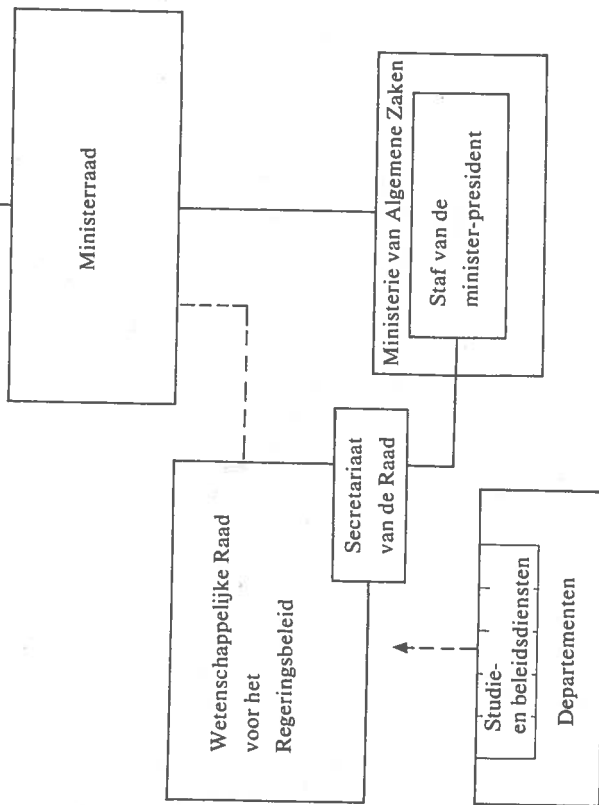 Ministerraad
Wetenschappelijke Raad
voor het
Regeringsbeleid
Secretariaat
van de Raad
Ministerie van Algemene Zaken
Staf van de
minister-president
Studie-
en beleidsdiensten
Departementen